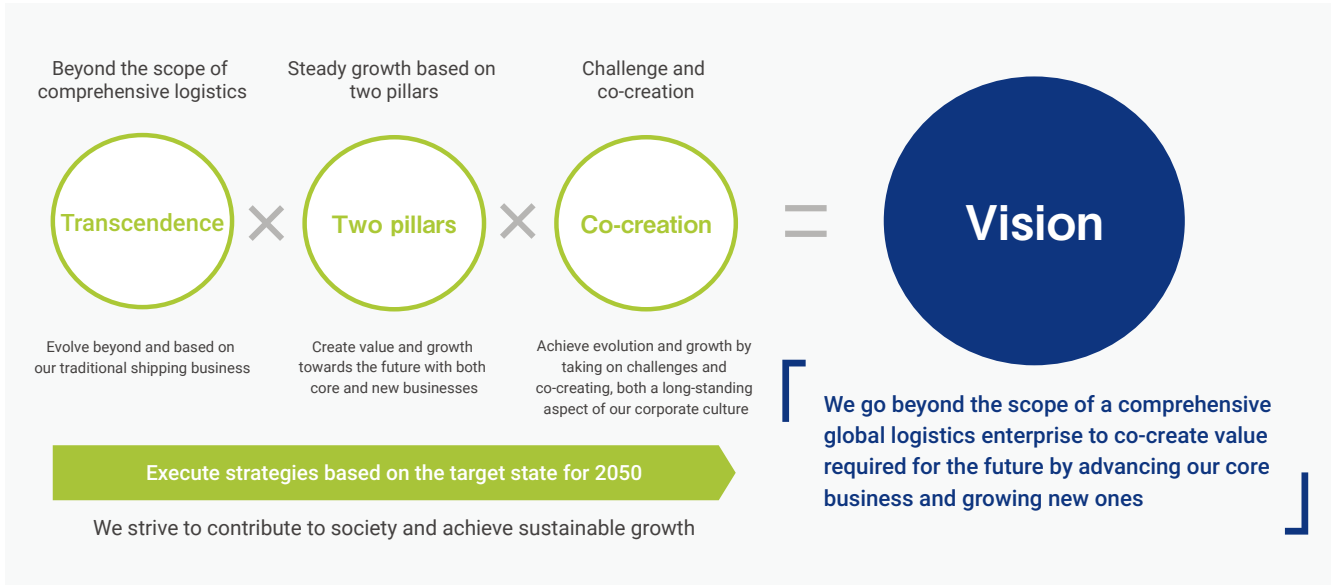 Beyond the scope of
comprehensive logistics
Transcendence
Evolve beyond and based on
our traditional shipping business
×
Steady growth based on
two pillars
Two pillars
Create value and growth
towards the future with both
core and new businesses
×
Challenge and
co-creation
Co-creation
Achieve evolution and growth by
taking on challenges and
co-creating, both a long-standing
aspect of our corporate culture
=
Vision
「We go beyond the scope of a comprehensive
global logistics enterprise to co-create value
required for the future by advancing our core
business and growing new ones」
Execute strategies based on the target state for 2050
We strive to contribute to society and achieve sustainable growth